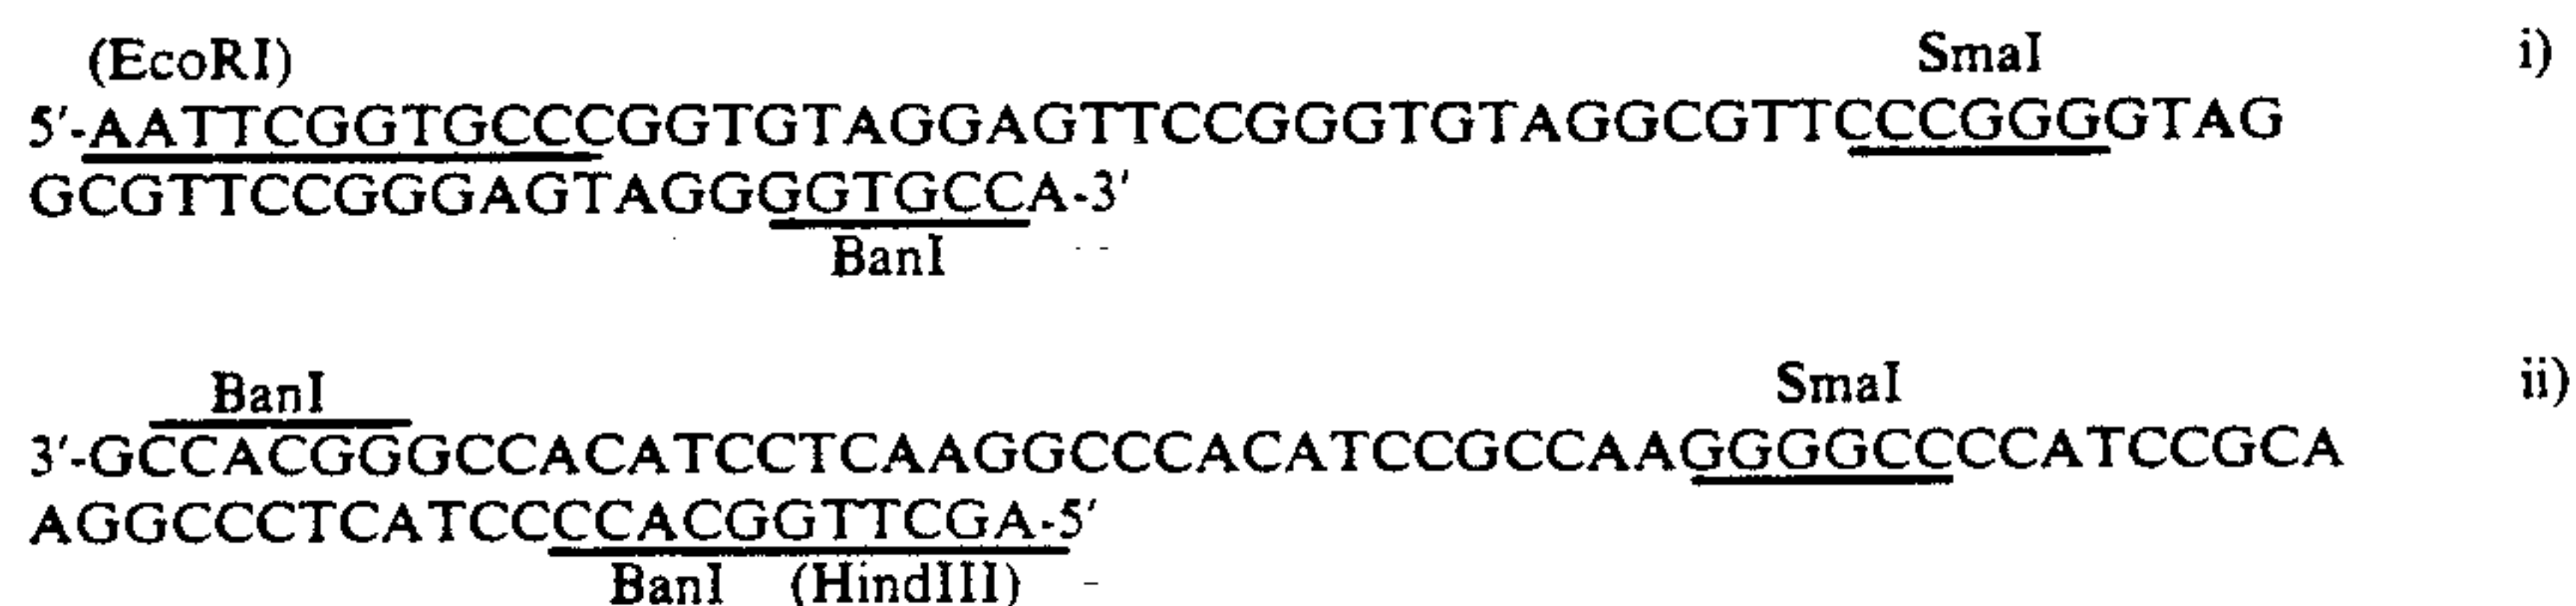 (EcoRI) SmaI i)
5'-AATTCGGTGCCCGGTGTAGGAGTTCCGGGTGTAGGCGTTCCCGGGGTAG
GCGTTCCGGGAGTAGGGGTGCCA-3'
BanI
BanI SmaI ii)
3'-GCCACGGGCCACATCCTCAAGGCCCACATCCGCCAAGGGGCCCCATCCGCA
AGGCCCTCATCCCCACGGTTCGA-5'
BanI (HindIII)